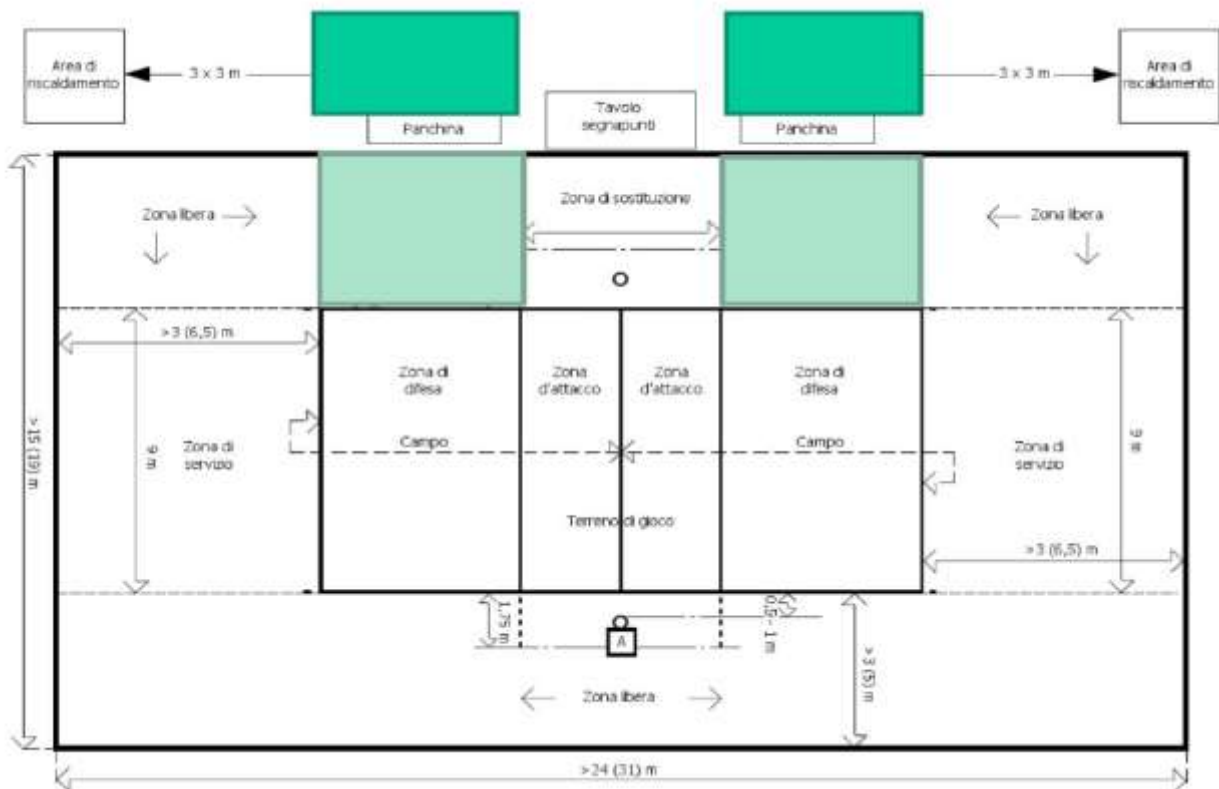 Area di
riscaldamento
3 x 3 m
3 x 3 m
Area di
riscaldamento
Tavolo
segnapunti
Panchina
Panchina
Zona libera
Zona di sostituzione
Zona libera
>3 (6,5) m
Zona di
difesa
Zona
d'attacco
Zona
d'attacco
Zona di
difesa
>15 (19) m
9 m
Zona di
servizio
Campo
Campo
Zona di
servizio
9 m
Terreno di gioco
>3 (6,5) m
1,75 m
A
0,5 - 1 m
>3 (5) m
Zona libera
>24 (31) m